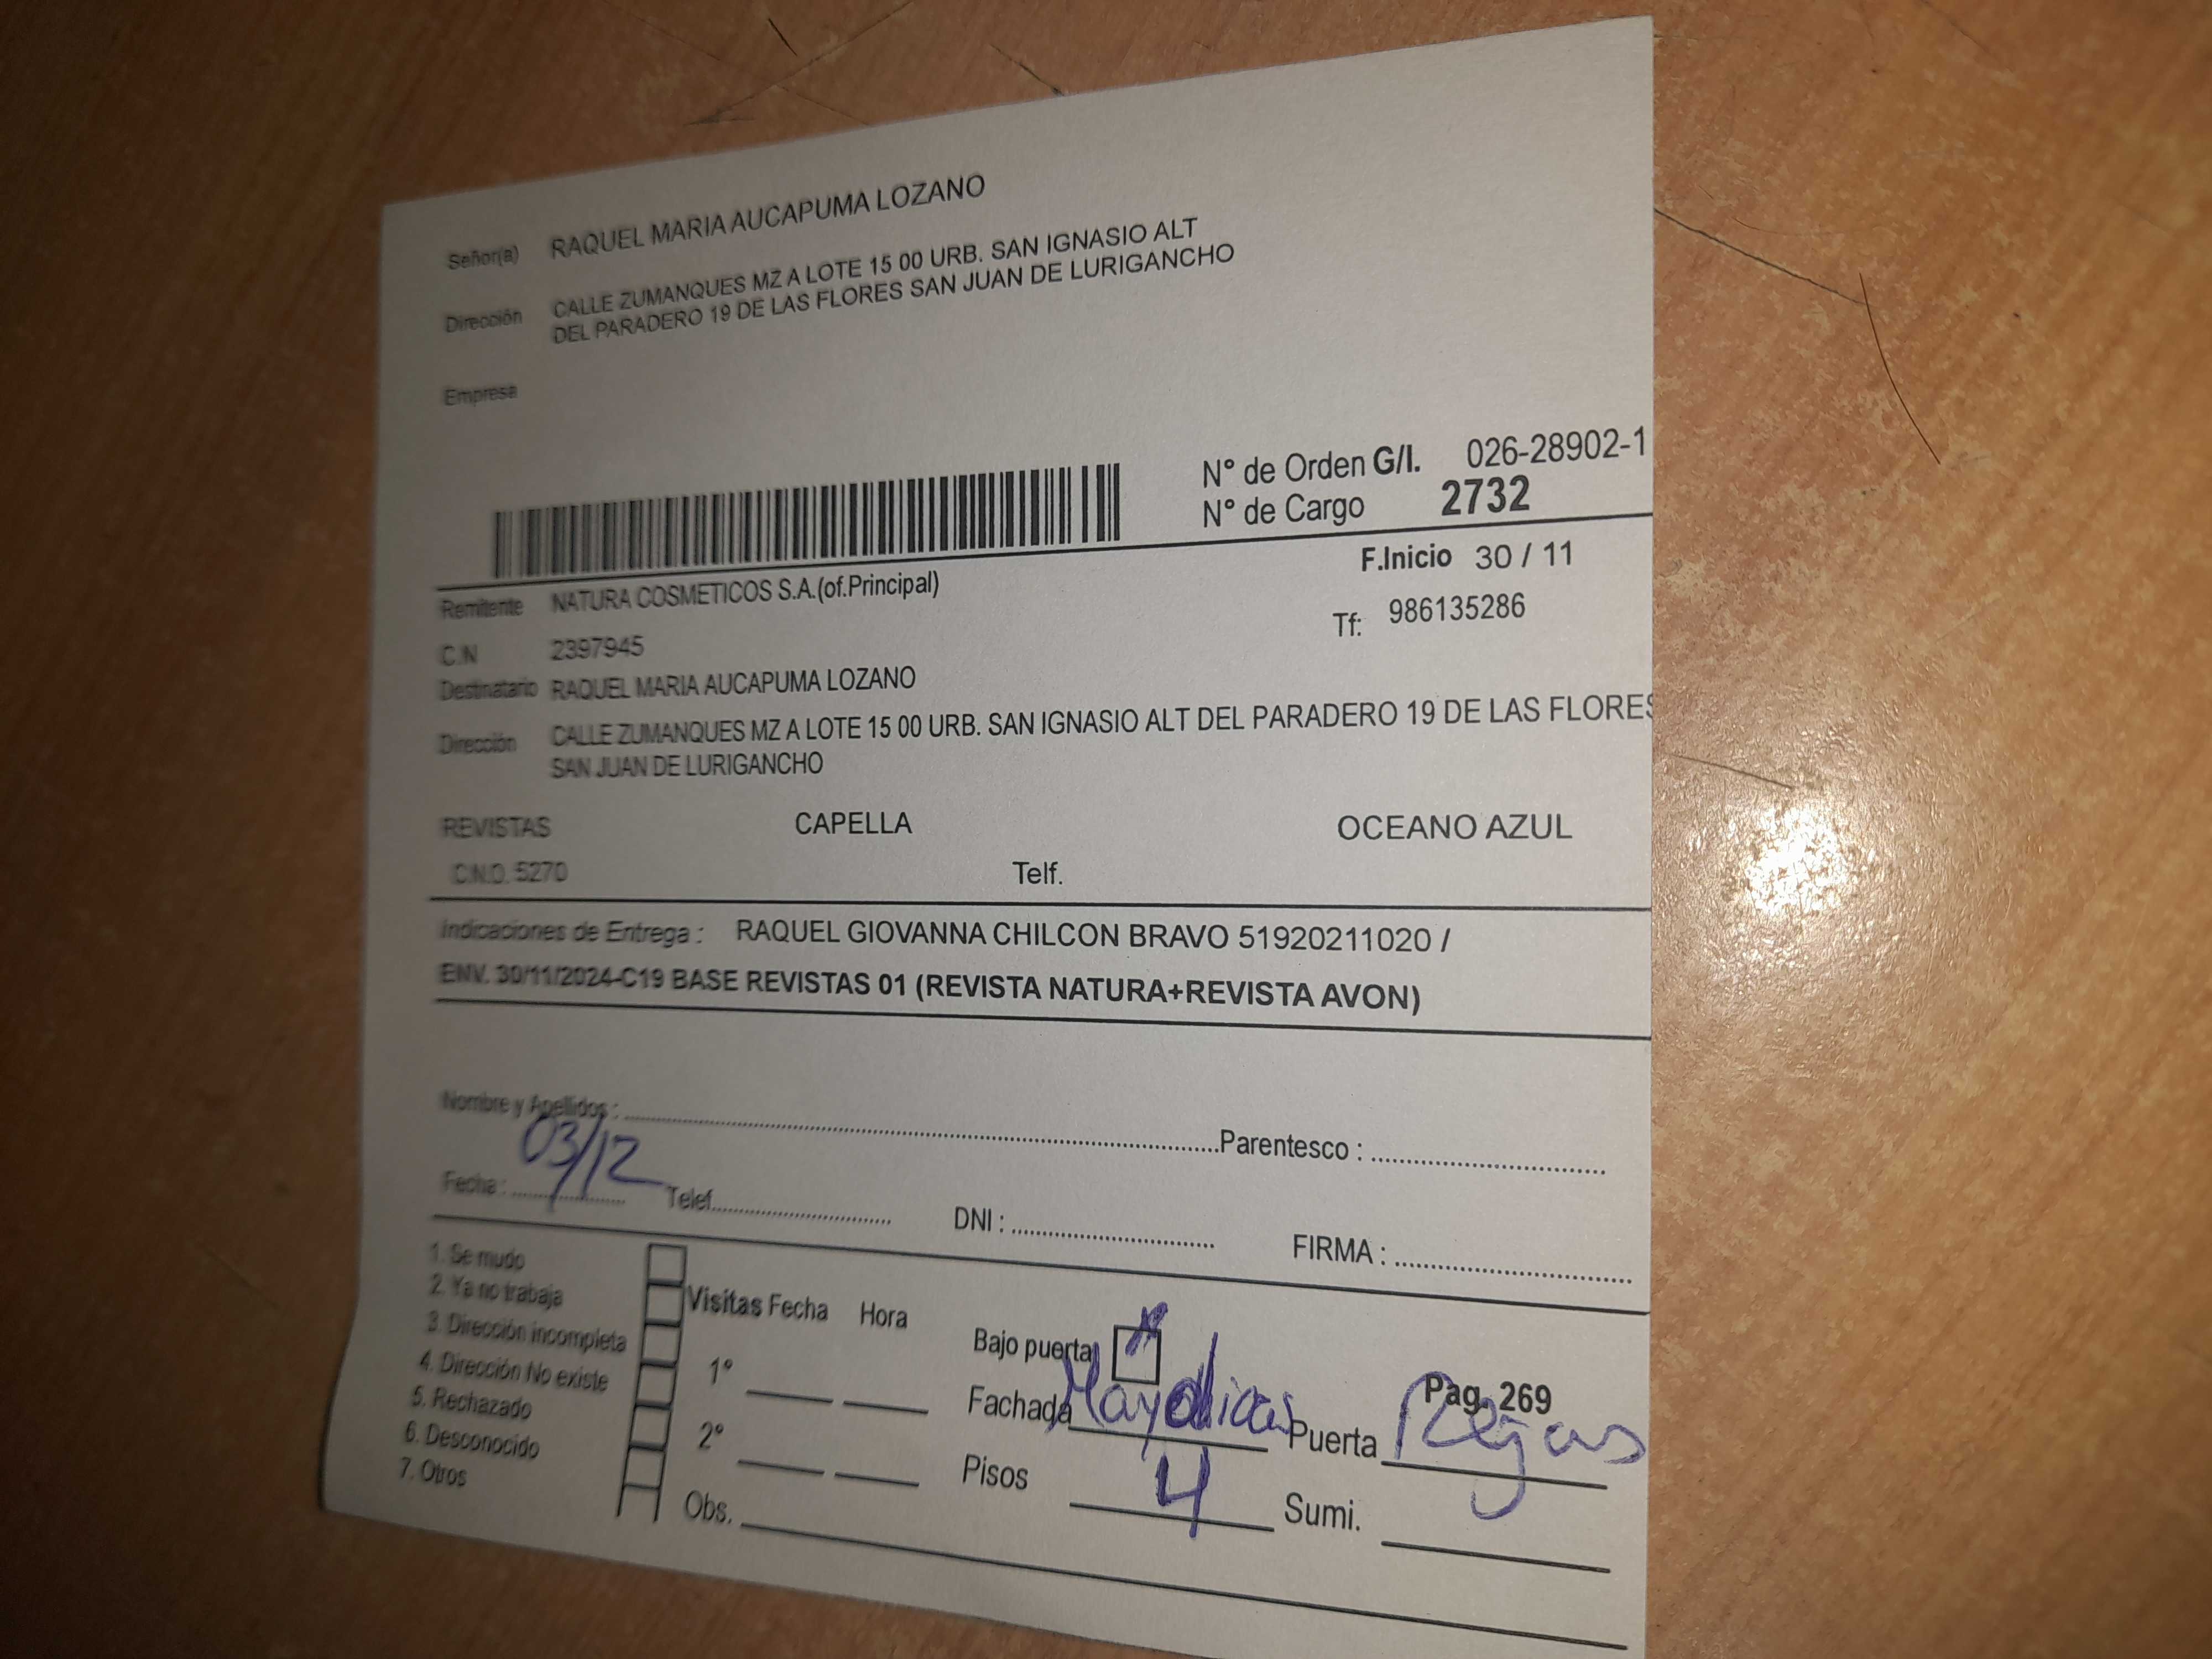 Señor(a) RAQUEL MARIA AUCAPUMA LOZANO
Dirección CALLE ZUMANQUES MZ A LOTE 15 00 URB. SAN IGNASIO ALT
DEL PARADERO 19 DE LAS FLORES SAN JUAN DE LURIGANCHO
Empresa
N° de Orden G/I. 026-28902-1
N° de Cargo 2732
F.Inicio 30 / 11
Remitente NATURA COSMETICOS S.A.(of.Principal)
Tf: 986135286
C.N 2397945
Destinatario RAQUEL MARIA AUCAPUMA LOZANO
Dirección CALLE ZUMANQUES MZ A LOTE 15 00 URB. SAN IGNASIO ALT DEL PARADERO 19 DE LAS FLORES
SAN JUAN DE LURIGANCHO
REVISTAS CAPELLA OCEANO AZUL
C.N.O. 5270 Telf.
Indicaciones de Entrega : RAQUEL GIOVANNA CHILCON BRAVO 51920211020 /
ENV. 30/11/2024-C19 BASE REVISTAS 01 (REVISTA NATURA+REVISTA AVON)
Nombre y Apellidos : Parentesco :
Fecha : 03/12 Telef. DNI : FIRMA :
1. Se mudo
2. Ya no trabaja
3. Dirección incompleta
4. Dirección No existe
5. Rechazado
6. Desconocido
7. Otros
Visitas Fecha Hora
1°
2°
Obs.
Bajo puerta x
Pag. 269
Fachada Mayolicas Puerta Rejas
Pisos 4 Sumi.